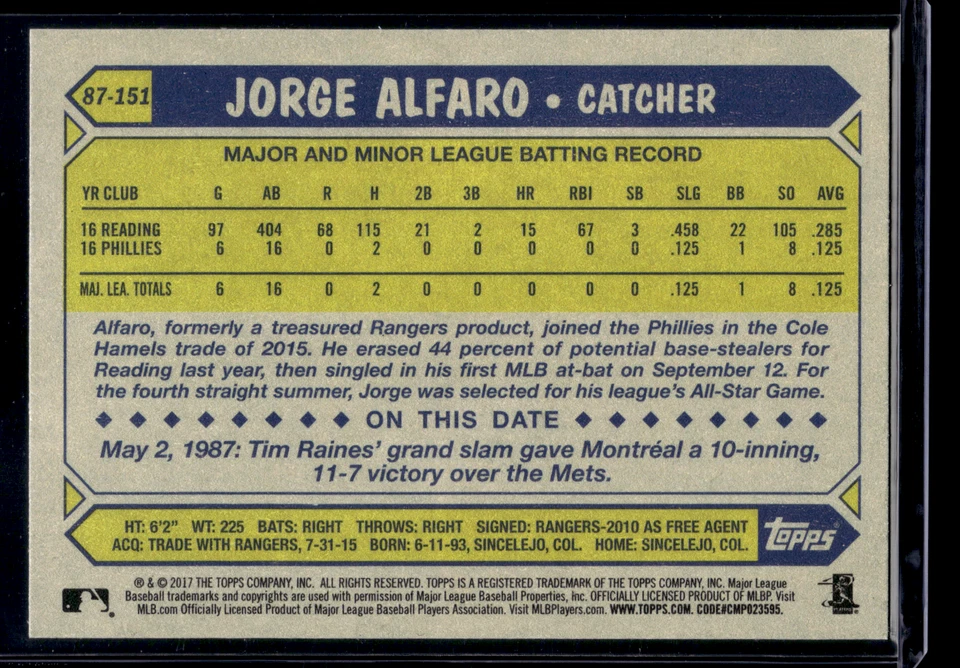 87-151
JORGE ALFARO • CATCHER
MAJOR AND MINOR LEAGUE BATTING RECORD
YR CLUB G AB R H 2B 3B HR RBI SB SLG BB SO AVG
16 READING 97 404 68 115 21 2 15 67 3 .458 22 105 .285
16 PHILLIES 6 16 0 2 0 0 0 0 0 .125 1 8 .125
MAJ. LEA. TOTALS 6 16 0 2 0 0 0 0 0 .125 1 8 .125
Alfaro, formerly a treasured Rangers product, joined the Phillies in the Cole
Hamels trade of 2015. He erased 44 percent of potential base-stealers for
Reading last year, then singled in his first MLB at-bat on September 12. For
the fourth straight summer, Jorge was selected for his league's All-Star Game.
ON THIS DATE
May 2, 1987: Tim Raines' grand slam gave Montréal a 10-inning,
11-7 victory over the Mets.
HT: 6'2" WT: 225 BATS: RIGHT THROWS: RIGHT SIGNED: RANGERS-2010 AS FREE AGENT
ACQ: TRADE WITH RANGERS, 7-31-15 BORN: 6-11-93, SINCELEJO, COL. HOME: SINCELEJO, COL.
Topps
® & © 2017 THE TOPPS COMPANY, INC. ALL RIGHTS RESERVED. TOPPS IS A REGISTERED TRADEMARK OF THE TOPPS COMPANY, INC. Major League
Baseball trademarks and copyrights are used with permission of Major League Baseball Properties, Inc. OFFICIALLY LICENSED PRODUCT OF MLBP. Visit
MLB.com Officially Licensed Product of Major League Baseball Players Association. Visit MLBPlayers.com. WWW.TOPPS.COM. CODE#CMP023595.